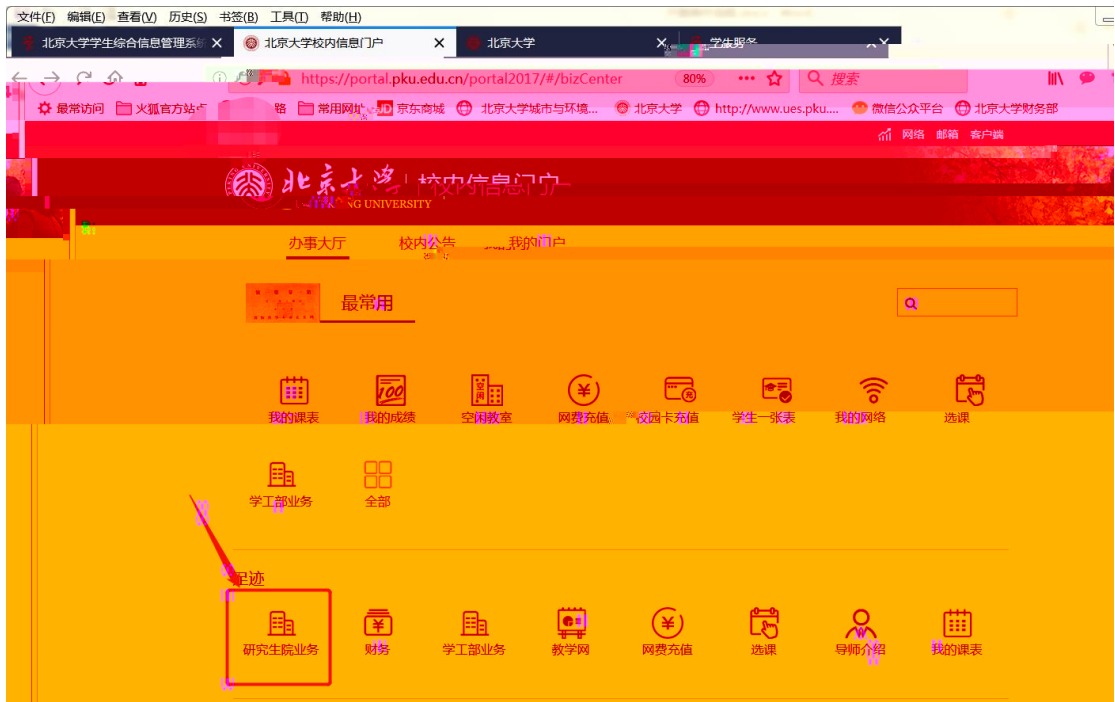 文件(F) 编辑(E) 查看(V) 历史(S) 书签(B) 工具(T) 帮助(H)
北京大学学生综合信息管理系统 北京大学校内信息门户 北京大学 学生服务
https://portal.pku.edu.cn/portal2017/#/bizCenter 80% 搜索
最常访问 火狐官方站点 常用网址 JD 京东商城 北京大学城市与环境... 北京大学 http://www.ues.pku.... 微信公众平台 北京大学财务部
网络 邮箱 客户端
北京大学 校内信息门户
NG UNIVERSITY
办事大厅 校内公告 我的门户
最常用
我的课表 我的成绩 空闲教室 网费充值 校园卡充值 学生一张表 我的网络 选课
学工部业务 全部
足迹
研究生院业务 财务 学工部业务 教学网 网费充值 选课 导师介绍 我的课表